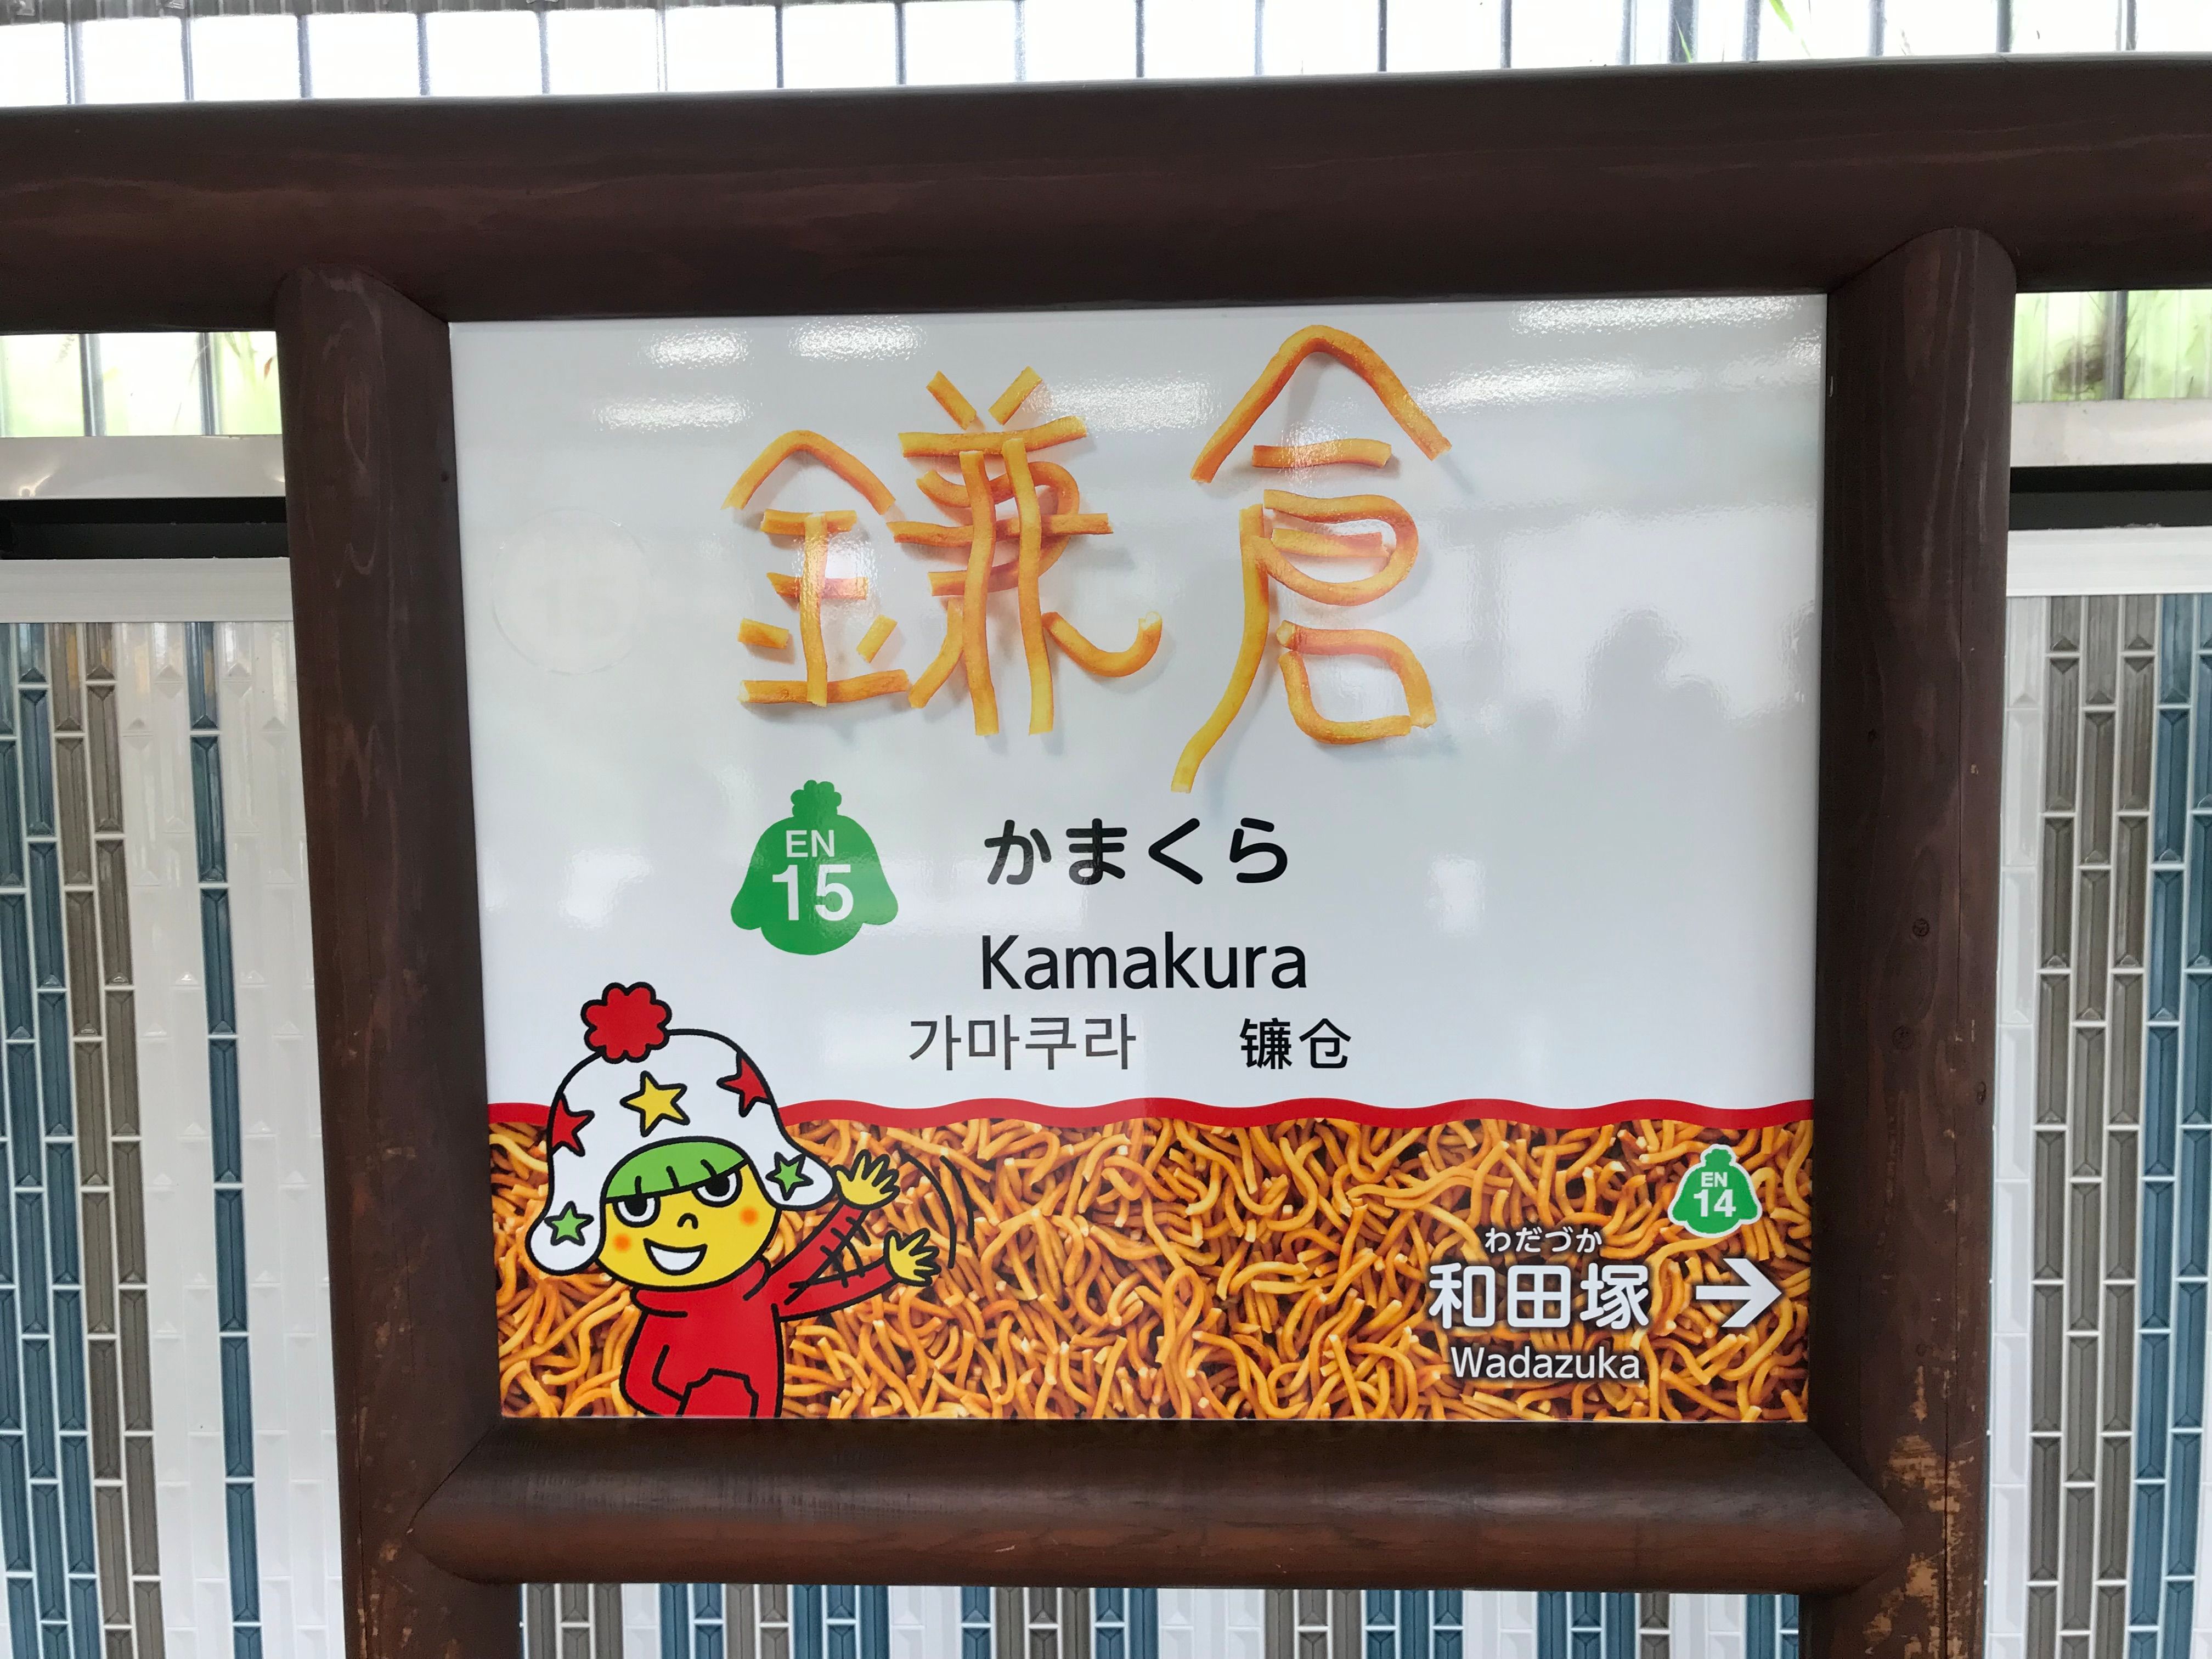 鎌倉
EN
15
かまくら
Kamakura
가마쿠라 镰仓
EN
14
わだづか
和田塚 →
Wadazuka